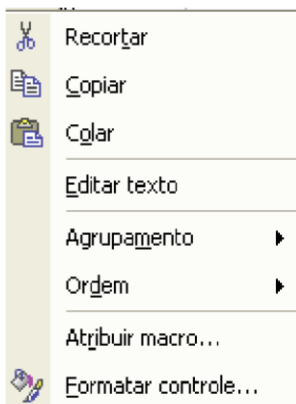 Recortar
Copiar
Colar
Editar texto
Agrupamento
Ordem
Atribuir macro...
Formatar controle...